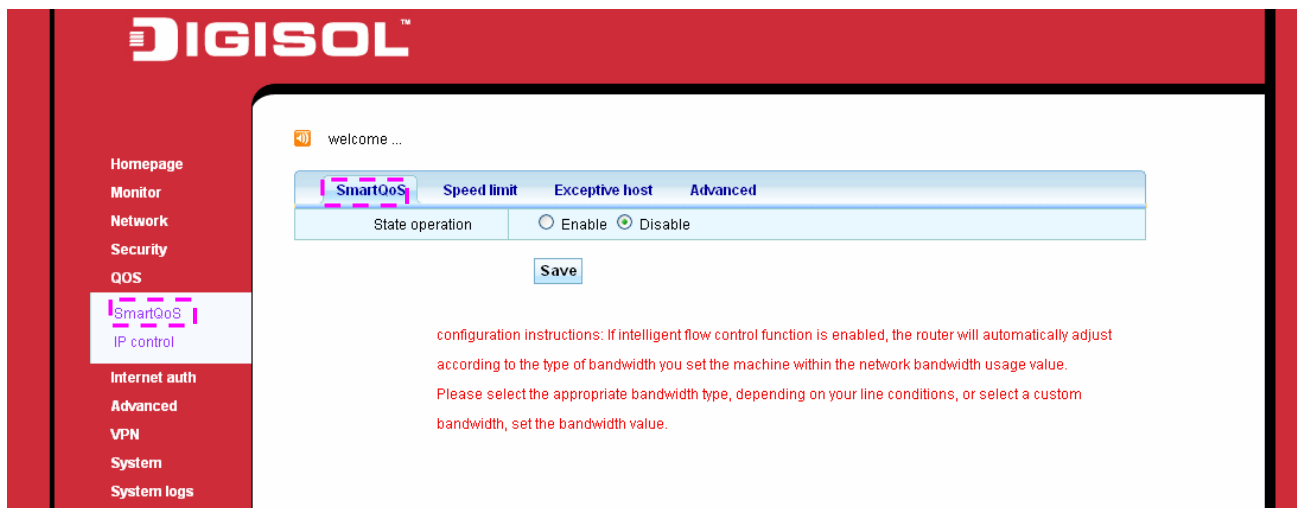 DIGISOL™
welcome ...
Homepage
Monitor
Network
Security
QOS
SmartQoS
IP control
Internet auth
Advanced
VPN
System
System logs
SmartQoS Speed limit Exceptive host Advanced
State operation Enable Disable
Save
configuration instructions: If intelligent flow control function is enabled, the router will automatically adjust
according to the type of bandwidth you set the machine within the network bandwidth usage value.
Please select the appropriate bandwidth type, depending on your line conditions, or select a custom
bandwidth, set the bandwidth value.